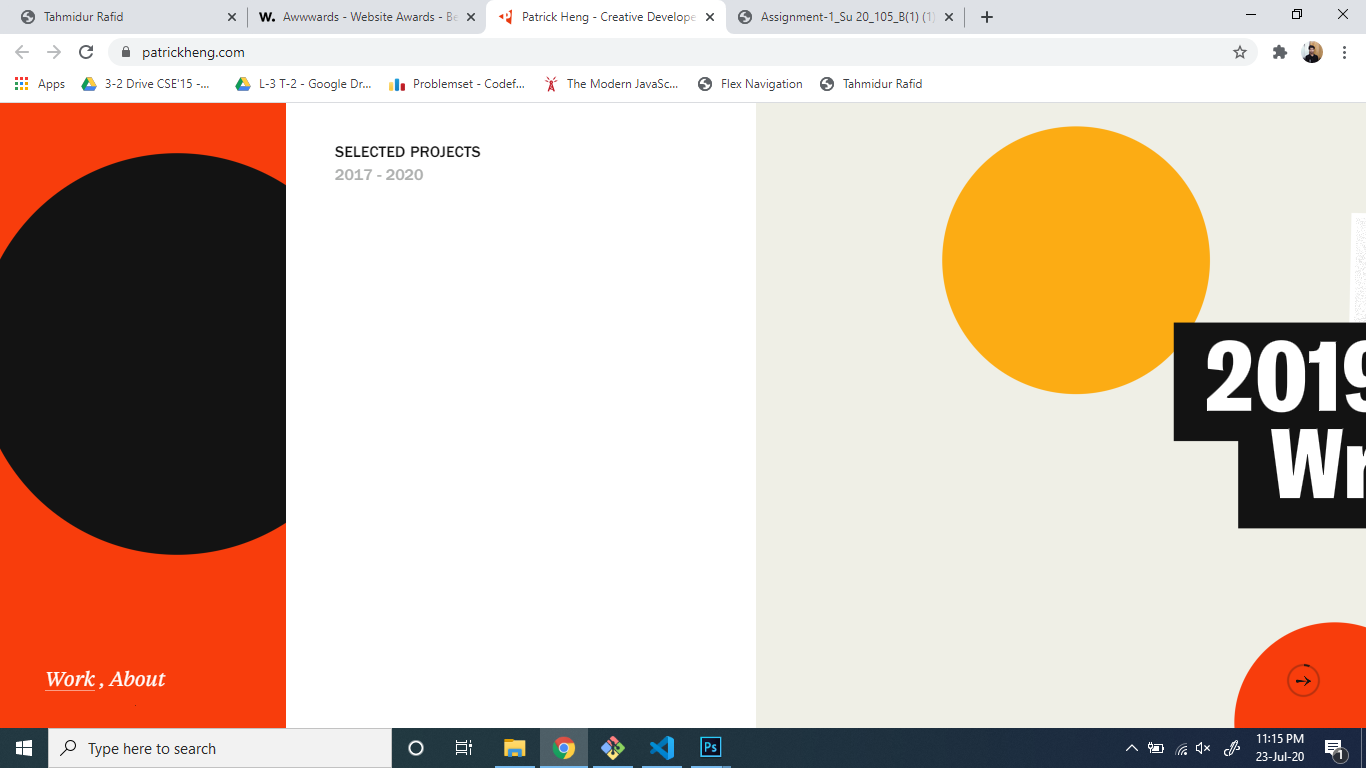 Tahmidur Rafid
W. Awwwards - Website Awards - Be
Patrick Heng - Creative Develope
Assignment-1_Su 20_105_B(1) (1)
patrickheng.com
Apps
3-2 Drive CSE'15 -...
L-3 T-2 - Google Dr...
Problemset - Codef...
The Modern JavaSc...
Flex Navigation
Tahmidur Rafid
SELECTED PROJECTS
2017 - 2020
2019
Wr
Work , About
Type here to search
Ps
11:15 PM
23-Jul-20
1